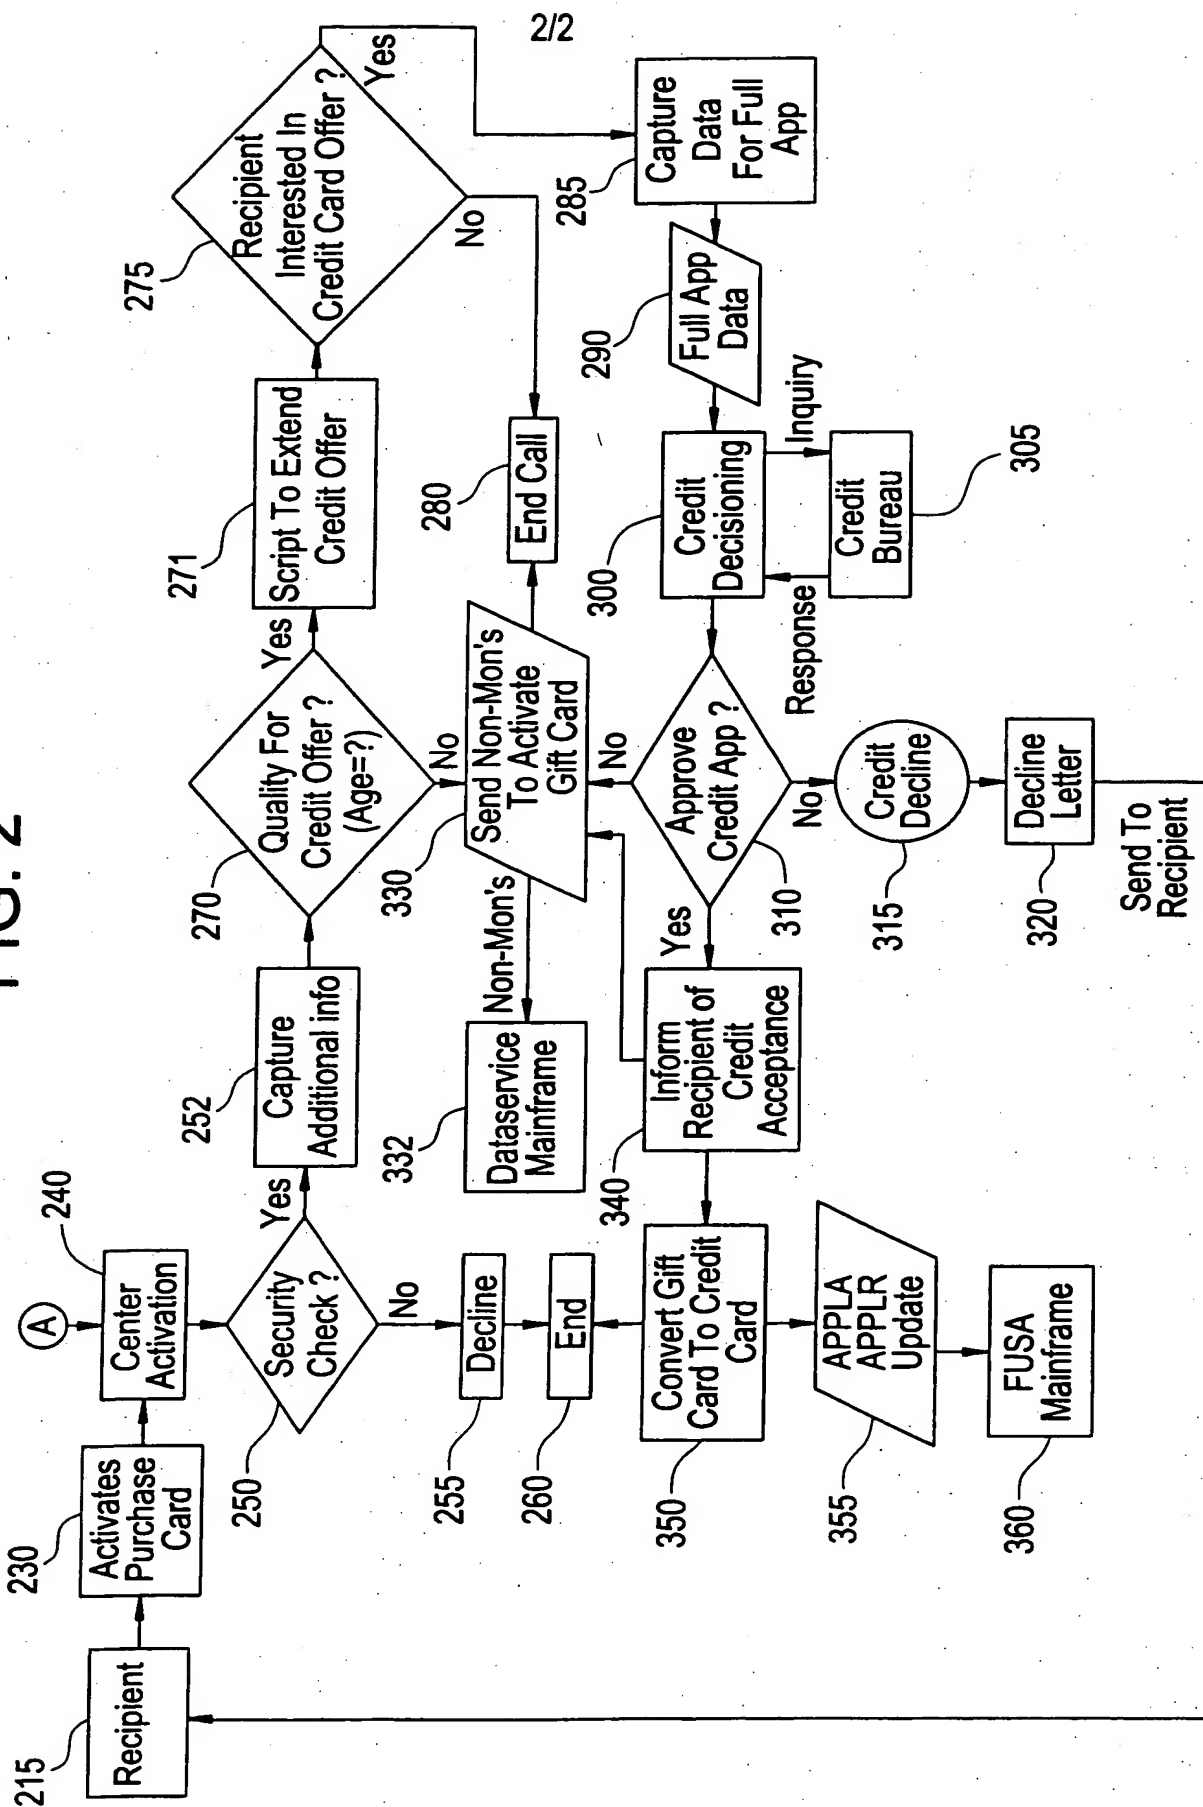 2/2
FIG. 2
A
215
Recipient
230
Activates
Purchase
Card
240
Center
Activation
250
Security
Check ?
Yes
No
255
Decline
260
End
252
Capture
Additional info
270
Quality For
Credit Offer ?
(Age=?)
Yes
No
271
Script To Extend
Credit Offer
275
Recipient
Interested In
Credit Card Offer ?
Yes
No
280
End Call
285
Capture
Data
For Full
App
290
Full App
Data
300
Credit
Decisioning
Inquiry
Response
305
Credit
Bureau
310
Approve
Credit App ?
No
No
Yes
315
Credit
Decline
320
Decline
Letter
Send To
Recipient
330
Send Non-Mon's
To Activate
Gift Card
Non-Mon's
332
Dataservice
Mainframe
340
Inform
Recipient of
Credit
Acceptance
350
Convert Gift
Card To Credit
Card
355
APPLA
APPLR
Update
360
FUSA
Mainframe